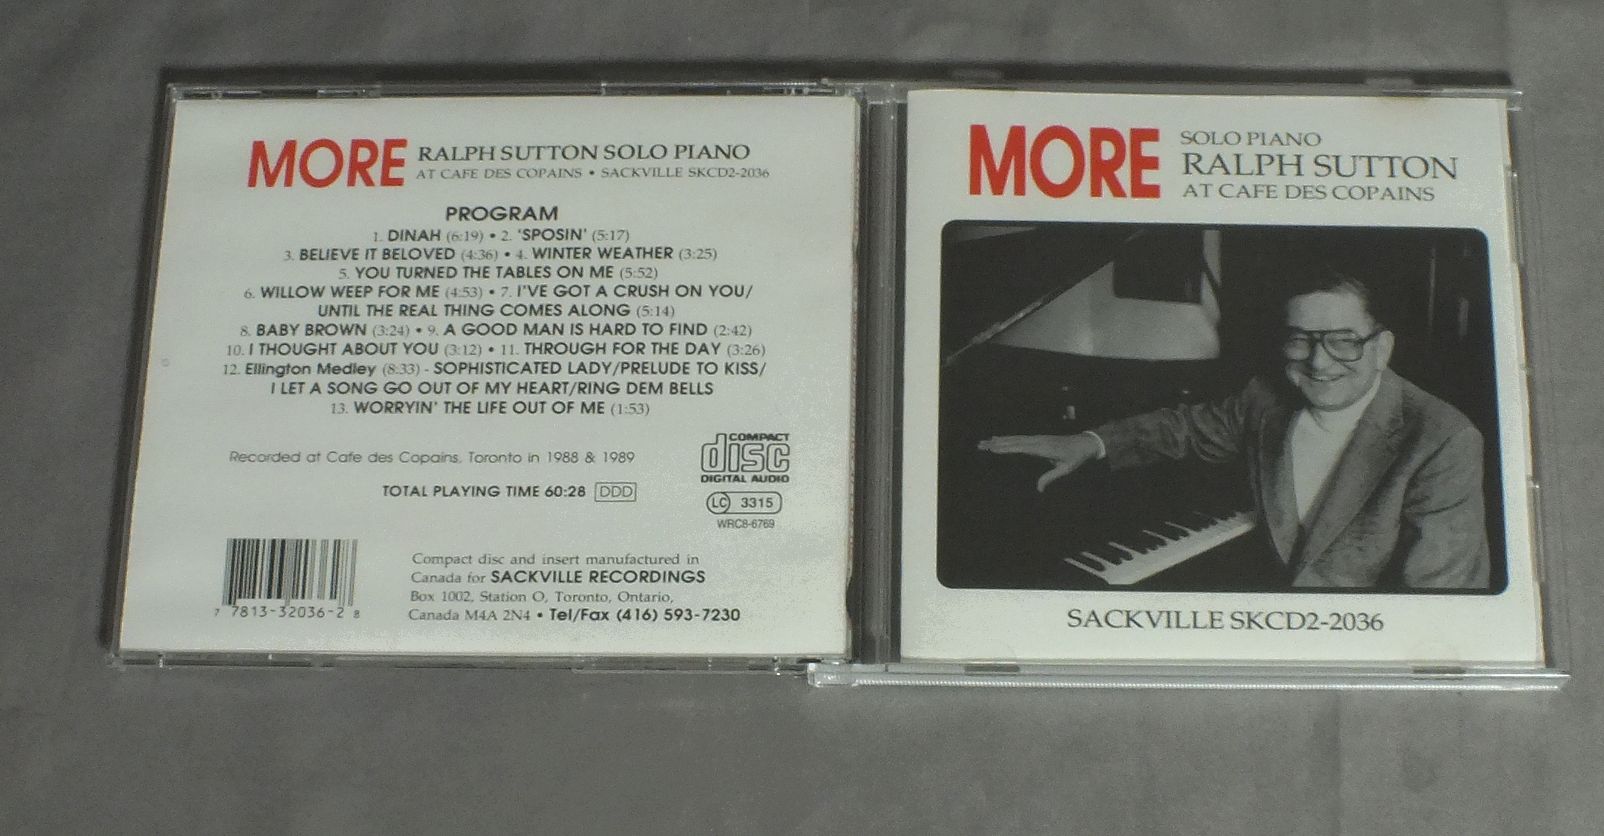 MORE RALPH SUTTON SOLO PIANO
AT CAFE DES COPAINS • SACKVILLE SKCD2-2036
PROGRAM
1. DINAH (6:19) • 2. 'SPOSIN' (5:17)
3. BELIEVE IT BELOVED (4:36) • 4. WINTER WEATHER (3:25)
5. YOU TURNED THE TABLES ON ME (5:52)
6. WILLOW WEEP FOR ME (4:53) • 7. I'VE GOT A CRUSH ON YOU/
UNTIL THE REAL THING COMES ALONG (5:14)
8. BABY BROWN (3:24) • 9. A GOOD MAN IS HARD TO FIND (2:42)
10. I THOUGHT ABOUT YOU (3:12) • 11. THROUGH FOR THE DAY (3:26)
12. Ellington Medley (8:33) - SOPHISTICATED LADY/PRELUDE TO KISS/
I LET A SONG GO OUT OF MY HEART/RING DEM BELLS
13. WORRYIN' THE LIFE OUT OF ME (1:53)
Recorded at Cafe des Copains, Toronto in 1988 & 1989
TOTAL PLAYING TIME 60:28 DDD
COMPACT
disc
DIGITAL AUDIO
LC 3315
WRC8-6769
7 7813-32036-2 8
Compact disc and insert manufactured in
Canada for SACKVILLE RECORDINGS
Box 1002, Station O, Toronto, Ontario,
Canada M4A 2N4 • Tel/Fax (416) 593-7230
MORE SOLO PIANO
RALPH SUTTON
AT CAFE DES COPAINS
SACKVILLE SKCD2-2036